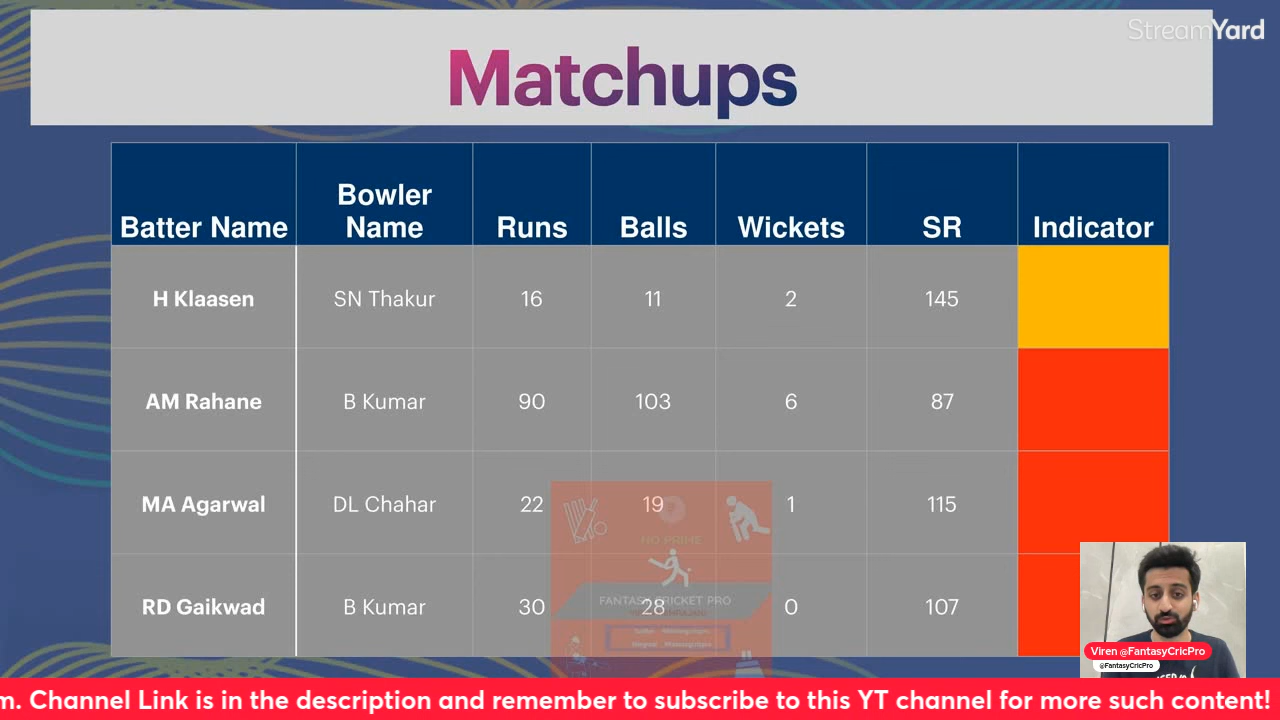 StreamYard
Matchups
Batter Name Bowler Name Runs Balls Wickets SR Indicator
H Klaasen SN Thakur 16 11 2 145
AM Rahane B Kumar 90 103 6 87
MA Agarwal DL Chahar 22 19 1 115
NO PRIME
FANTASY CRICKET PRO
RD Gaikwad B Kumar 30 28 0 107
Viren @FantasyCricPro
@FantasyCricPro
m. Channel Link is in the description and remember to subscribe to this YT channel for more such content!